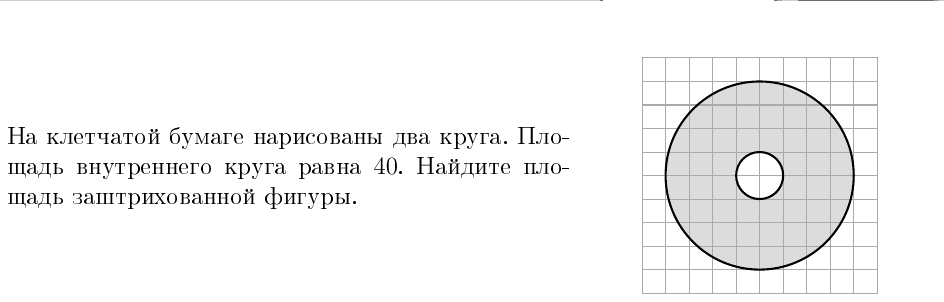 На клетчатой бумаге нарисованы два круга. Пло-
щадь внутреннего круга равна 40. Найдите пло-
щадь заштрихованной фигуры.